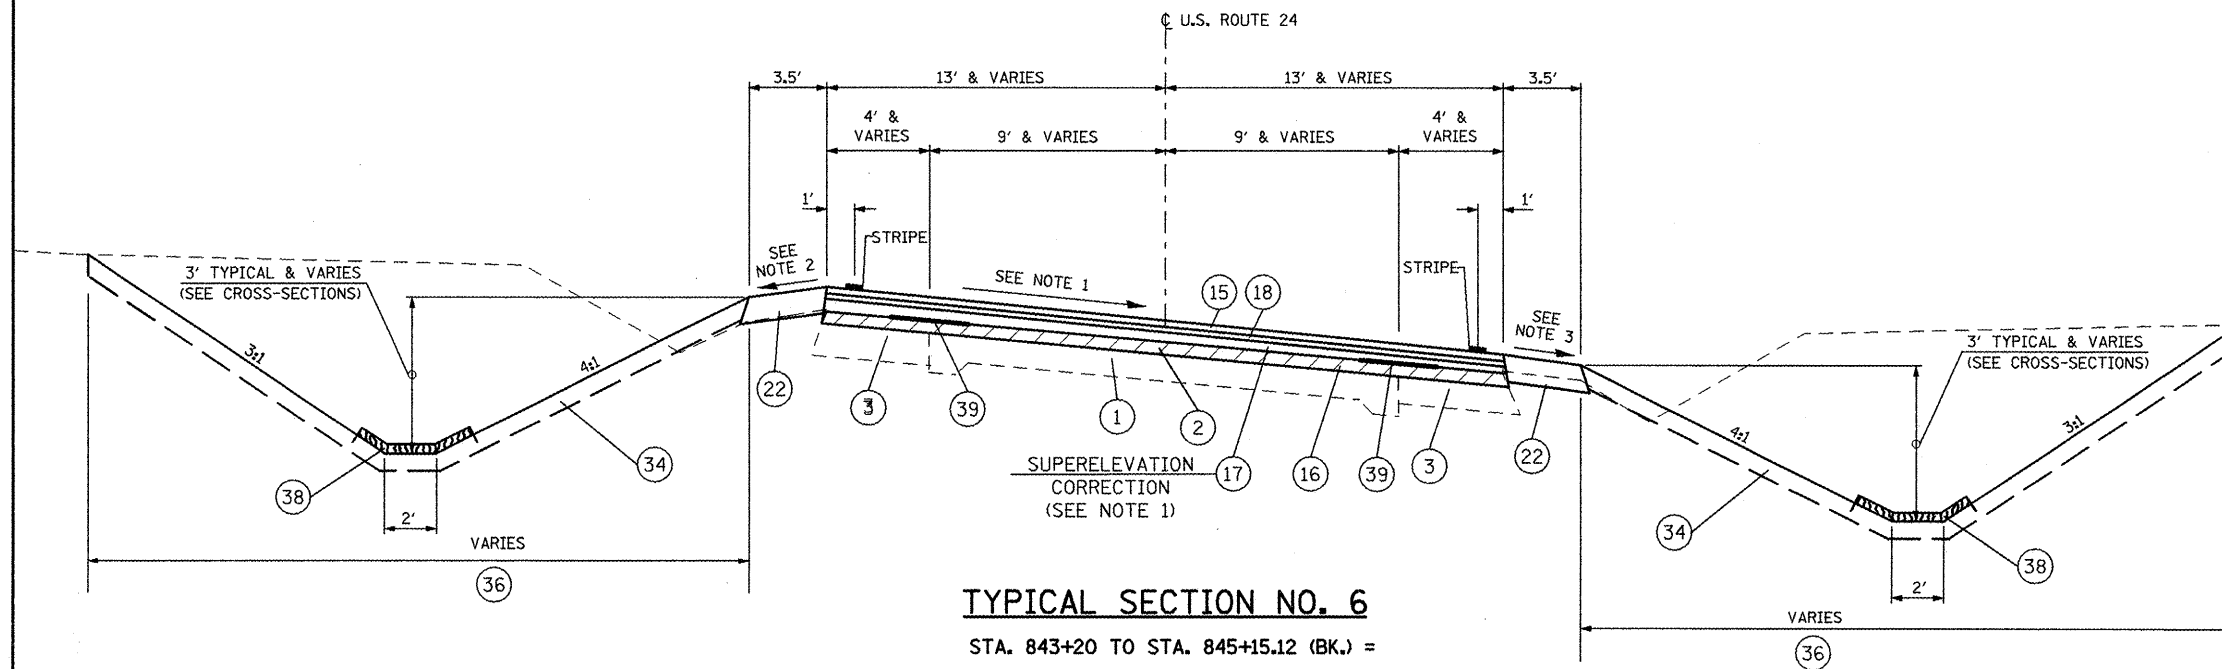 ℄ U.S. ROUTE 24
3.5'
13' & VARIES
13' & VARIES
3.5'
4' &
VARIES
9' & VARIES
9' & VARIES
4' &
VARIES
1'
1'
STRIPE
STRIPE
SEE
NOTE 2
SEE NOTE 1
SEE
NOTE 3
3' TYPICAL & VARIES
(SEE CROSS-SECTIONS)
3' TYPICAL & VARIES
(SEE CROSS-SECTIONS)
15
18
3:1
4:1
4:1
3:1
22
3
39
1
2
SUPERELEVATION
CORRECTION
(SEE NOTE 1)
17
16
39
3
22
34
38
2'
34
38
2'
VARIES
36
VARIES
36
TYPICAL SECTION NO. 6
STA. 843+20 TO STA. 845+15.12 (BK.) =